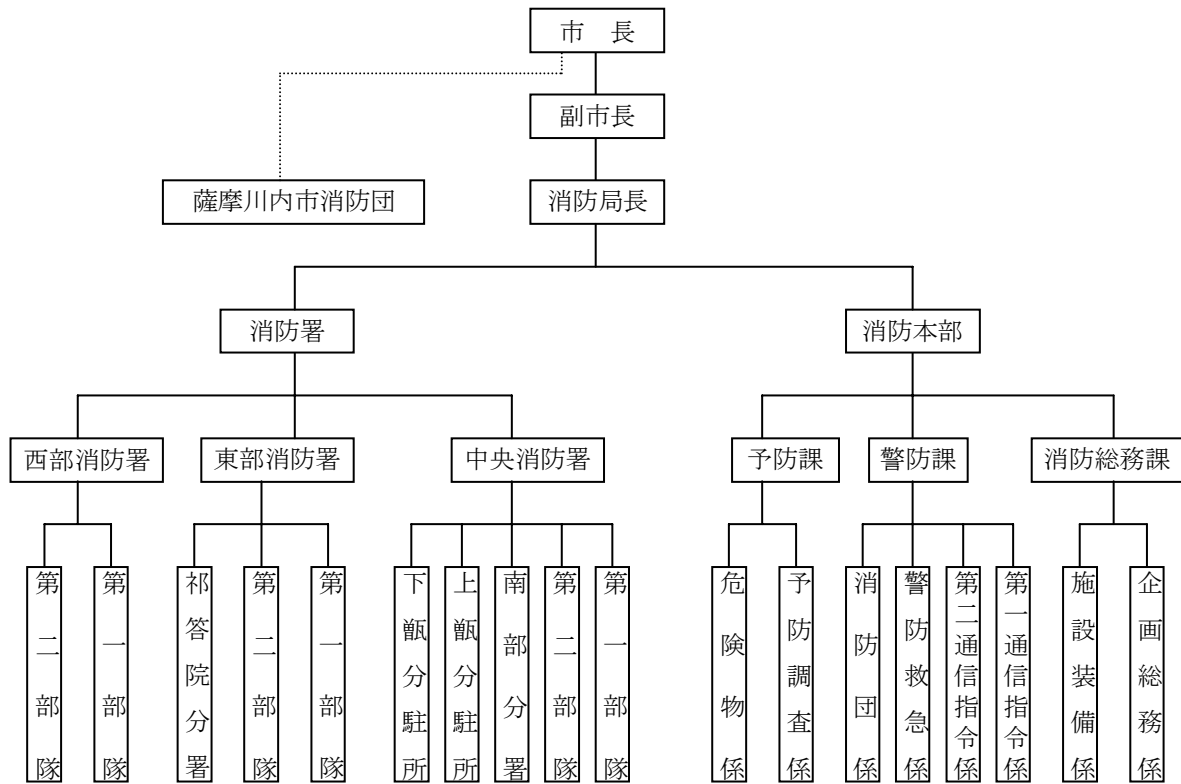 市　長
副市長
薩摩川内市消防団
消防局長
消防署
消防本部
西部消防署
東部消防署
中央消防署
予防課
警防課
消防総務課
第二部隊
第一部隊
祁答院分署
第二部隊
第一部隊
下甑分駐所
上甑分駐所
南部分署
第二部隊
第一部隊
危険物係
予防調査係
消防団係
警防救急係
第二通信指令係
第一通信指令係
施設装備係
企画総務係